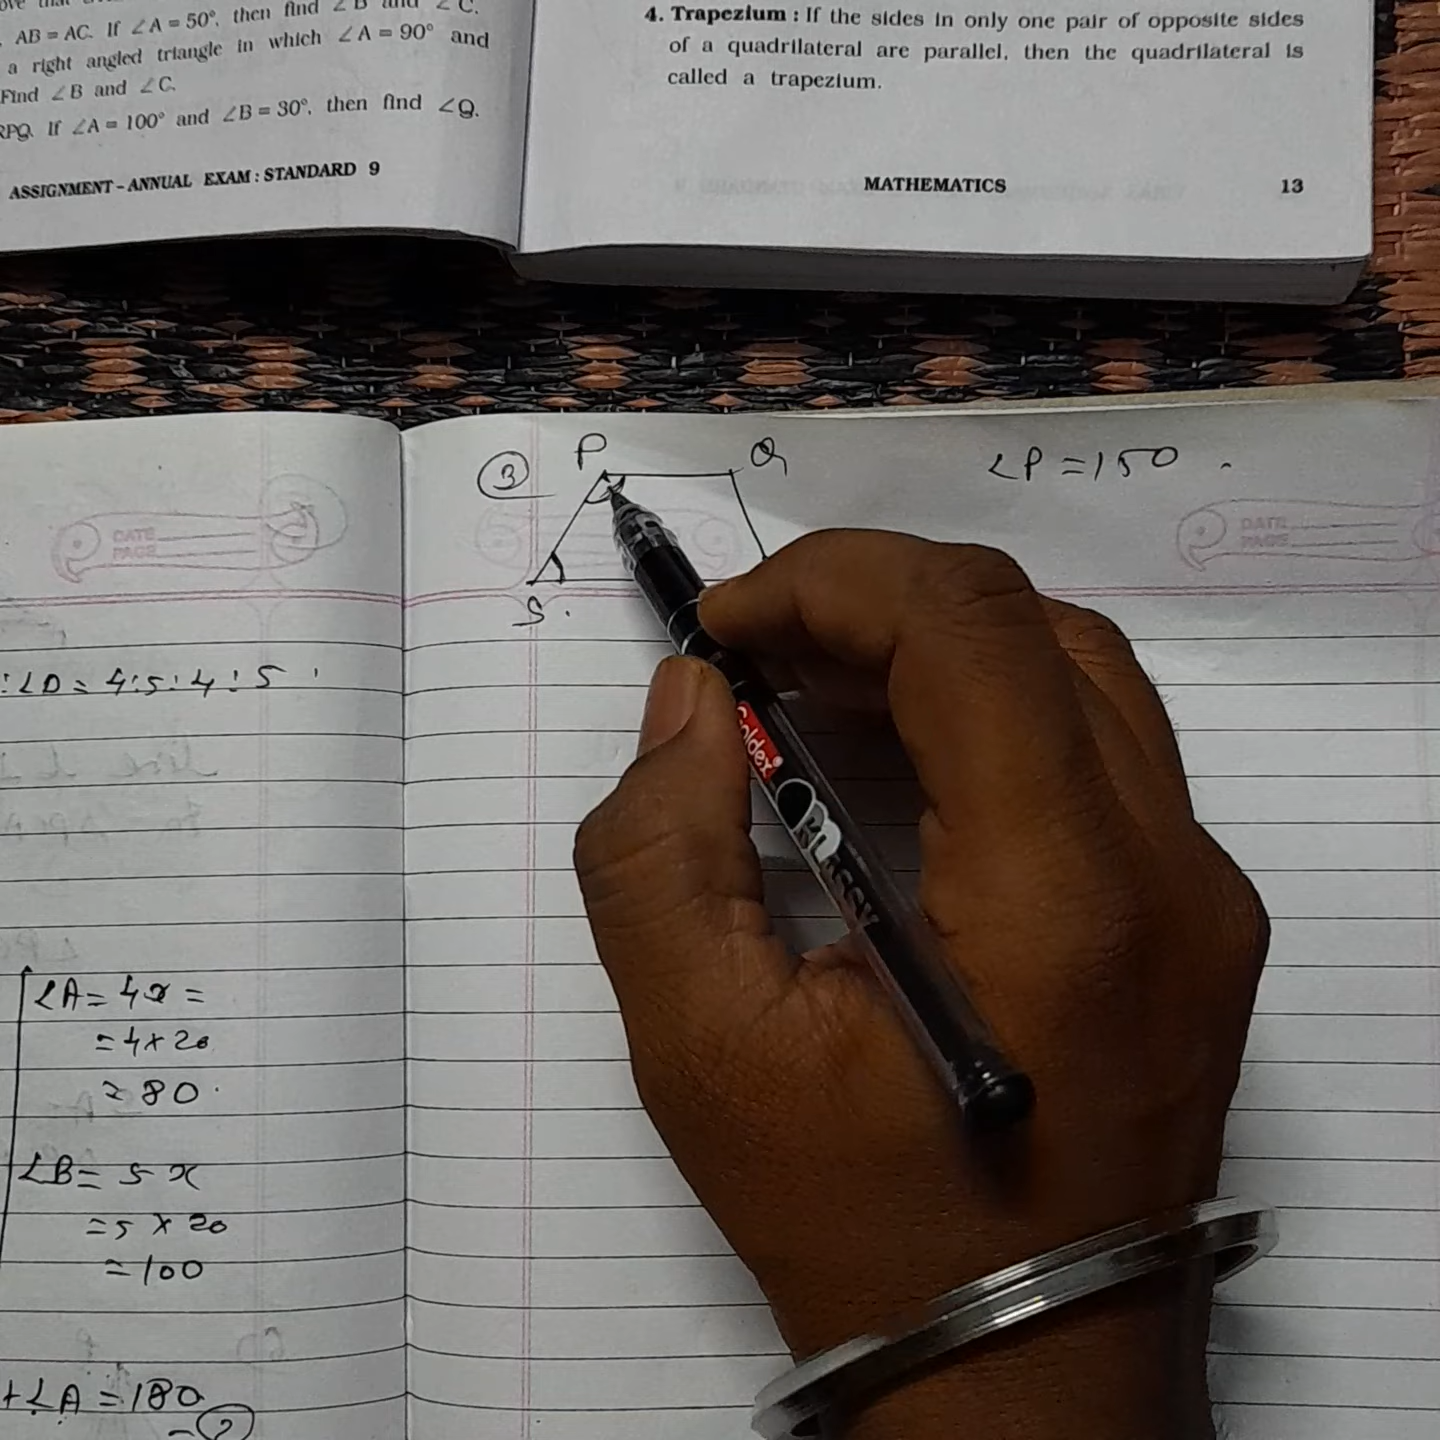 AB = AC. If ∠A = 50°, then find ∠B and ∠C.
a right angled triangle in which ∠A = 90° and
Find ∠B and ∠C.
RPQ. If ∠A = 100° and ∠B = 30°, then find ∠Q.
ASSIGNMENT – ANNUAL EXAM : STANDARD 9
4. Trapezium : If the sides in only one pair of opposite sides
of a quadrilateral are parallel, then the quadrilateral is
called a trapezium.
MATHEMATICS 13
DATE
PAGE
: ∠D = 4 : 5 : 4 : 5
∠A = 4x =
= 4 × 20
= 80
∠B = 5x
= 5 × 20
= 100
+ ∠A = 180
– 2
3 P Q
S
∠P = 150
DATE
PAGE
Goldex
KLASSY